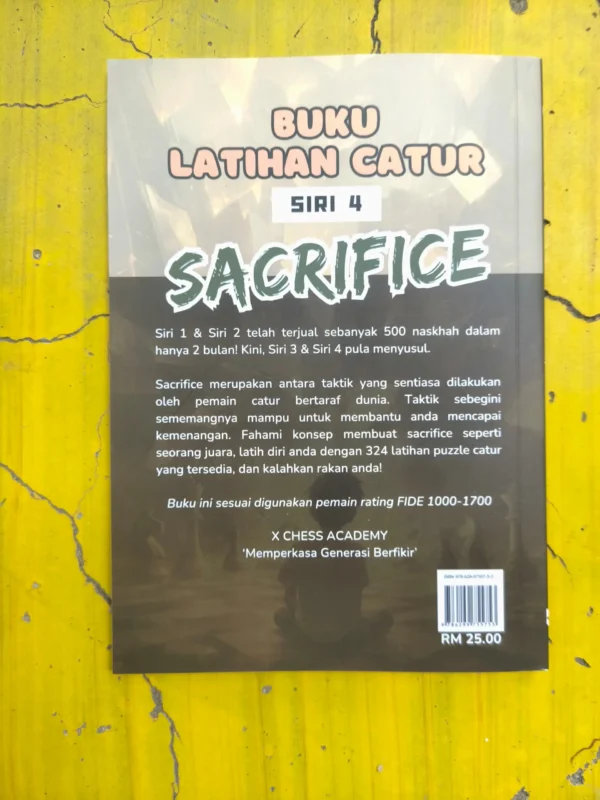 BUKU
LATIHAN CATUR
SIRI 4
SACRIFICE
Siri 1 & Siri 2 telah terjual sebanyak 500 naskhah dalam
hanya 2 bulan! Kini, Siri 3 & Siri 4 pula menyusul.
Sacrifice merupakan antara taktik yang sentiasa dilakukan
oleh pemain catur bertaraf dunia. Taktik sebegini
sememangnya mampu untuk membantu anda mencapai
kemenangan. Fahami konsep membuat sacrifice seperti
seorang juara, latih diri anda dengan 324 latihan puzzle catur
yang tersedia, dan kalahkan rakan anda!
Buku ini sesuai digunakan pemain rating FIDE 1000-1700
X CHESS ACADEMY
'Memperkasa Generasi Berfikir'
RM 25.00